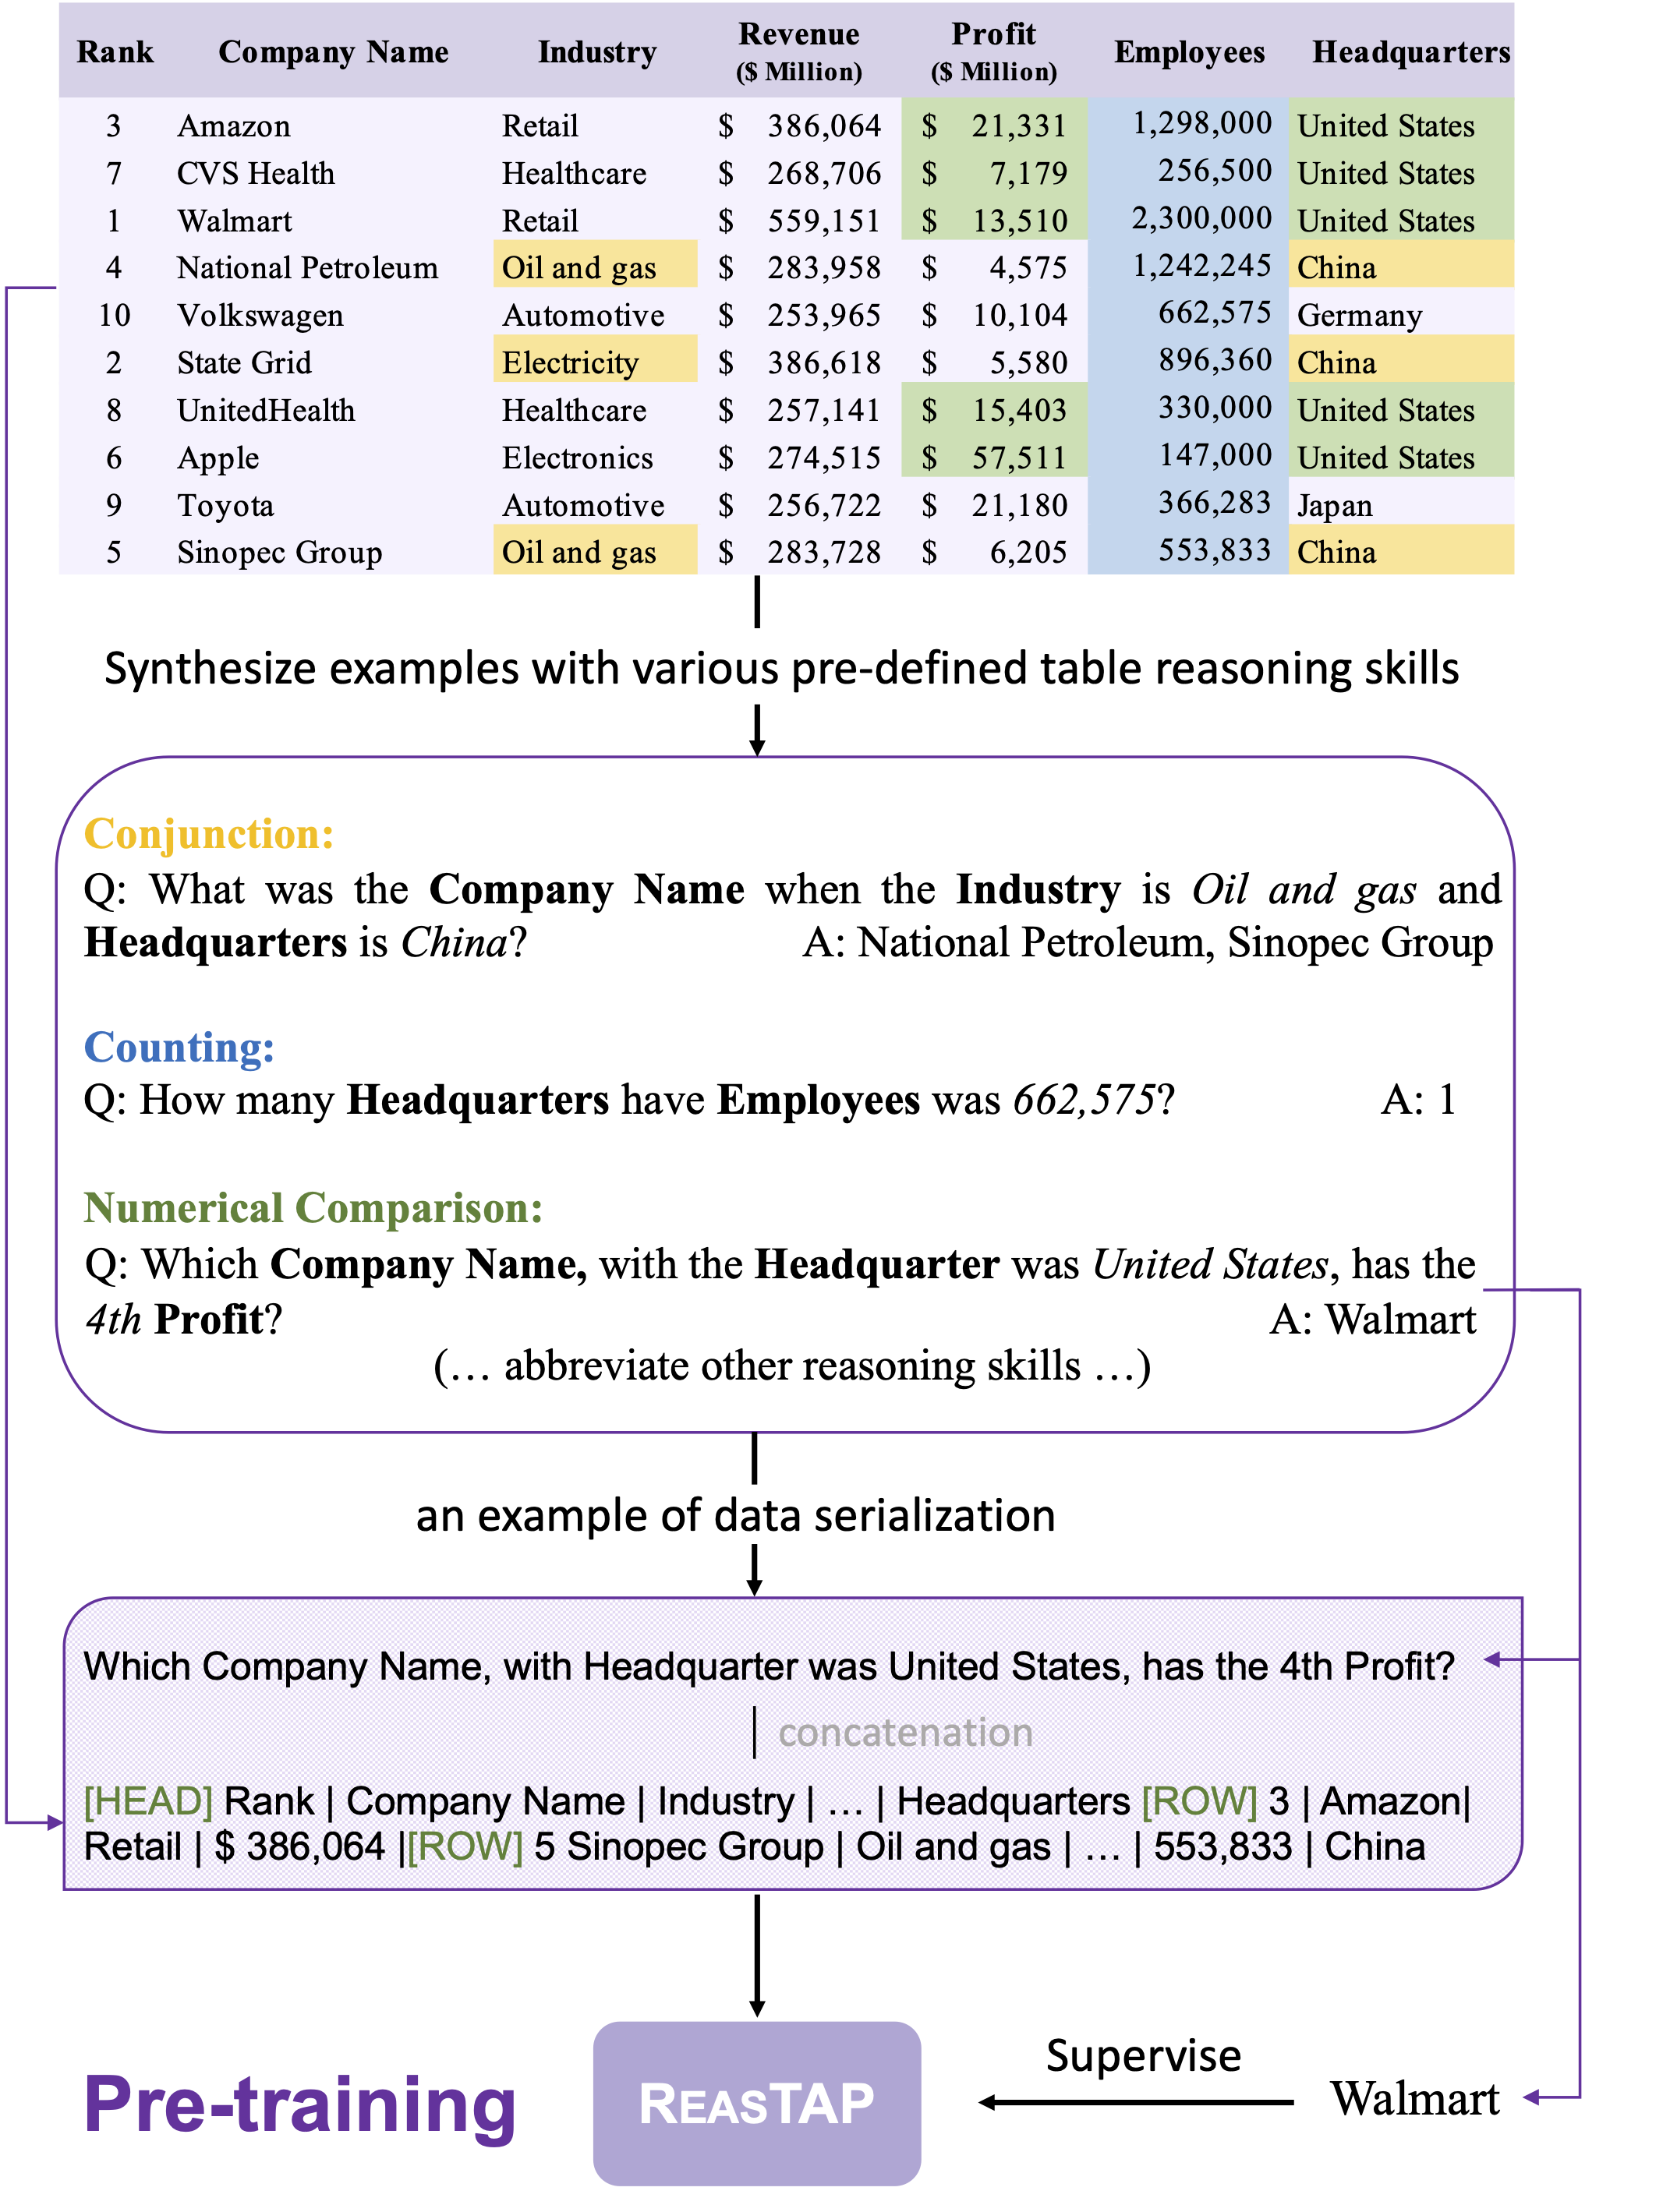 Rank Company Name Industry Revenue ($ Million) Profit ($ Million) Employees Headquarters
3 Amazon Retail $ 386,064 $ 21,331 1,298,000 United States
7 CVS Health Healthcare $ 268,706 $ 7,179 256,500 United States
1 Walmart Retail $ 559,151 $ 13,510 2,300,000 United States
4 National Petroleum Oil and gas $ 283,958 $ 4,575 1,242,245 China
10 Volkswagen Automotive $ 253,965 $ 10,104 662,575 Germany
2 State Grid Electricity $ 386,618 $ 5,580 896,360 China
8 UnitedHealth Healthcare $ 257,141 $ 15,403 330,000 United States
6 Apple Electronics $ 274,515 $ 57,511 147,000 United States
9 Toyota Automotive $ 256,722 $ 21,180 366,283 Japan
5 Sinopec Group Oil and gas $ 283,728 $ 6,205 553,833 China
Synthesize examples with various pre-defined table reasoning skills
Conjunction:
Q: What was the Company Name when the Industry is Oil and gas and
Headquarters is China? A: National Petroleum, Sinopec Group
Counting:
Q: How many Headquarters have Employees was 662,575? A: 1
Numerical Comparison:
Q: Which Company Name, with the Headquarter was United States, has the
4th Profit? A: Walmart
(… abbreviate other reasoning skills …)
an example of data serialization
Which Company Name, with Headquarter was United States, has the 4th Profit?
concatenation
[HEAD] Rank | Company Name | Industry | … | Headquarters [ROW] 3 | Amazon|
Retail | $ 386,064 |[ROW] 5 Sinopec Group | Oil and gas | … | 553,833 | China
Supervise
Pre-training REASTAP Walmart